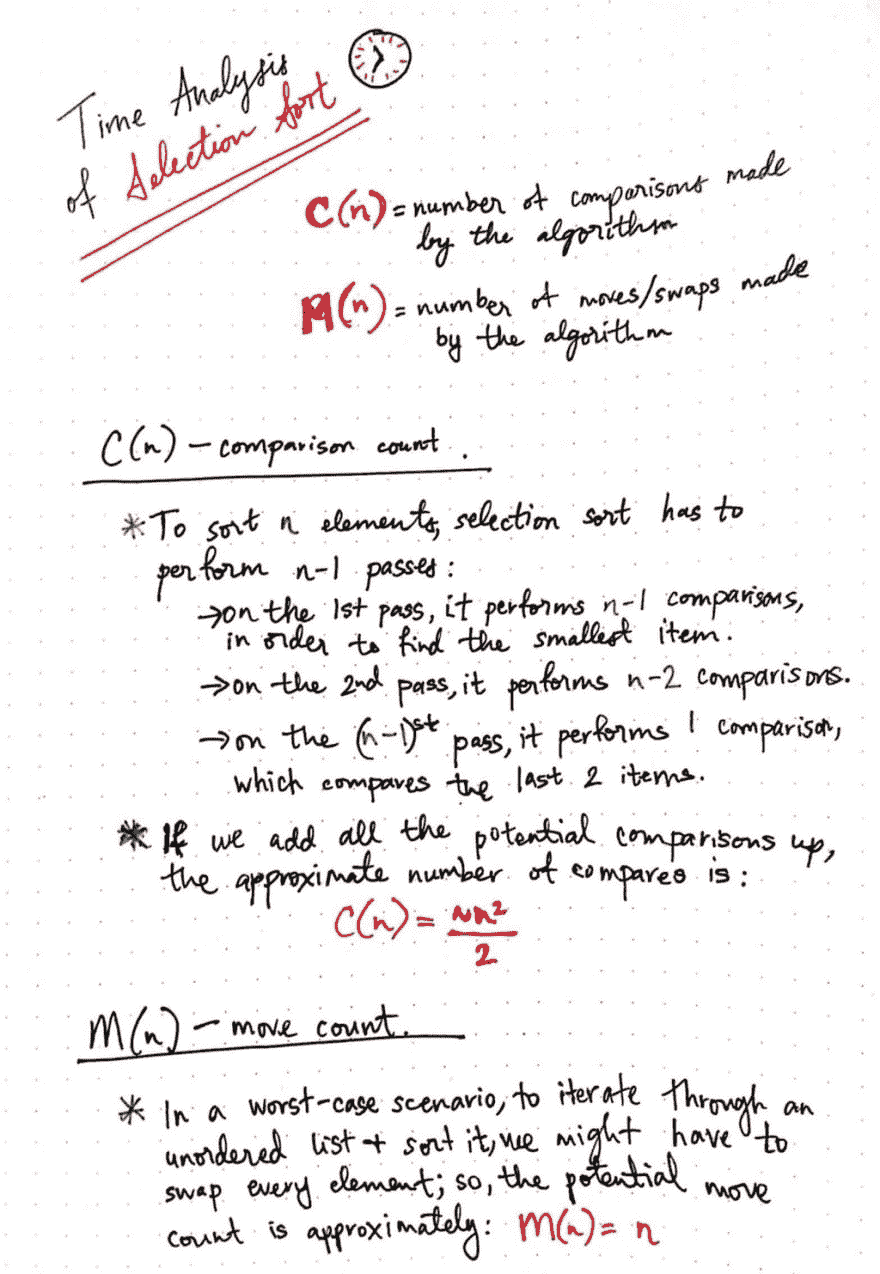 Time Analysis
of Selection Sort
C(n) = number of comparisons made
by the algorithm
M(n) = number of moves/swaps made
by the algorithm
C(n) – comparison count.
* To sort n elements, selection sort has to
perform n-1 passes:
→ on the 1st pass, it performs n-1 comparisons,
in order to find the smallest item.
→ on the 2nd pass, it performs n-2 comparisons.
→ on the (n-1)st pass, it performs 1 comparison,
which compares the last 2 items.
* If we add all the potential comparisons up,
the approximate number of compares is:
C(n) = ~n²
2
M(n) – move count.
* In a worst-case scenario, to iterate through an
unordered list + sort it, we might have to
swap every element; so, the potential move
count is approximately: M(n) = n